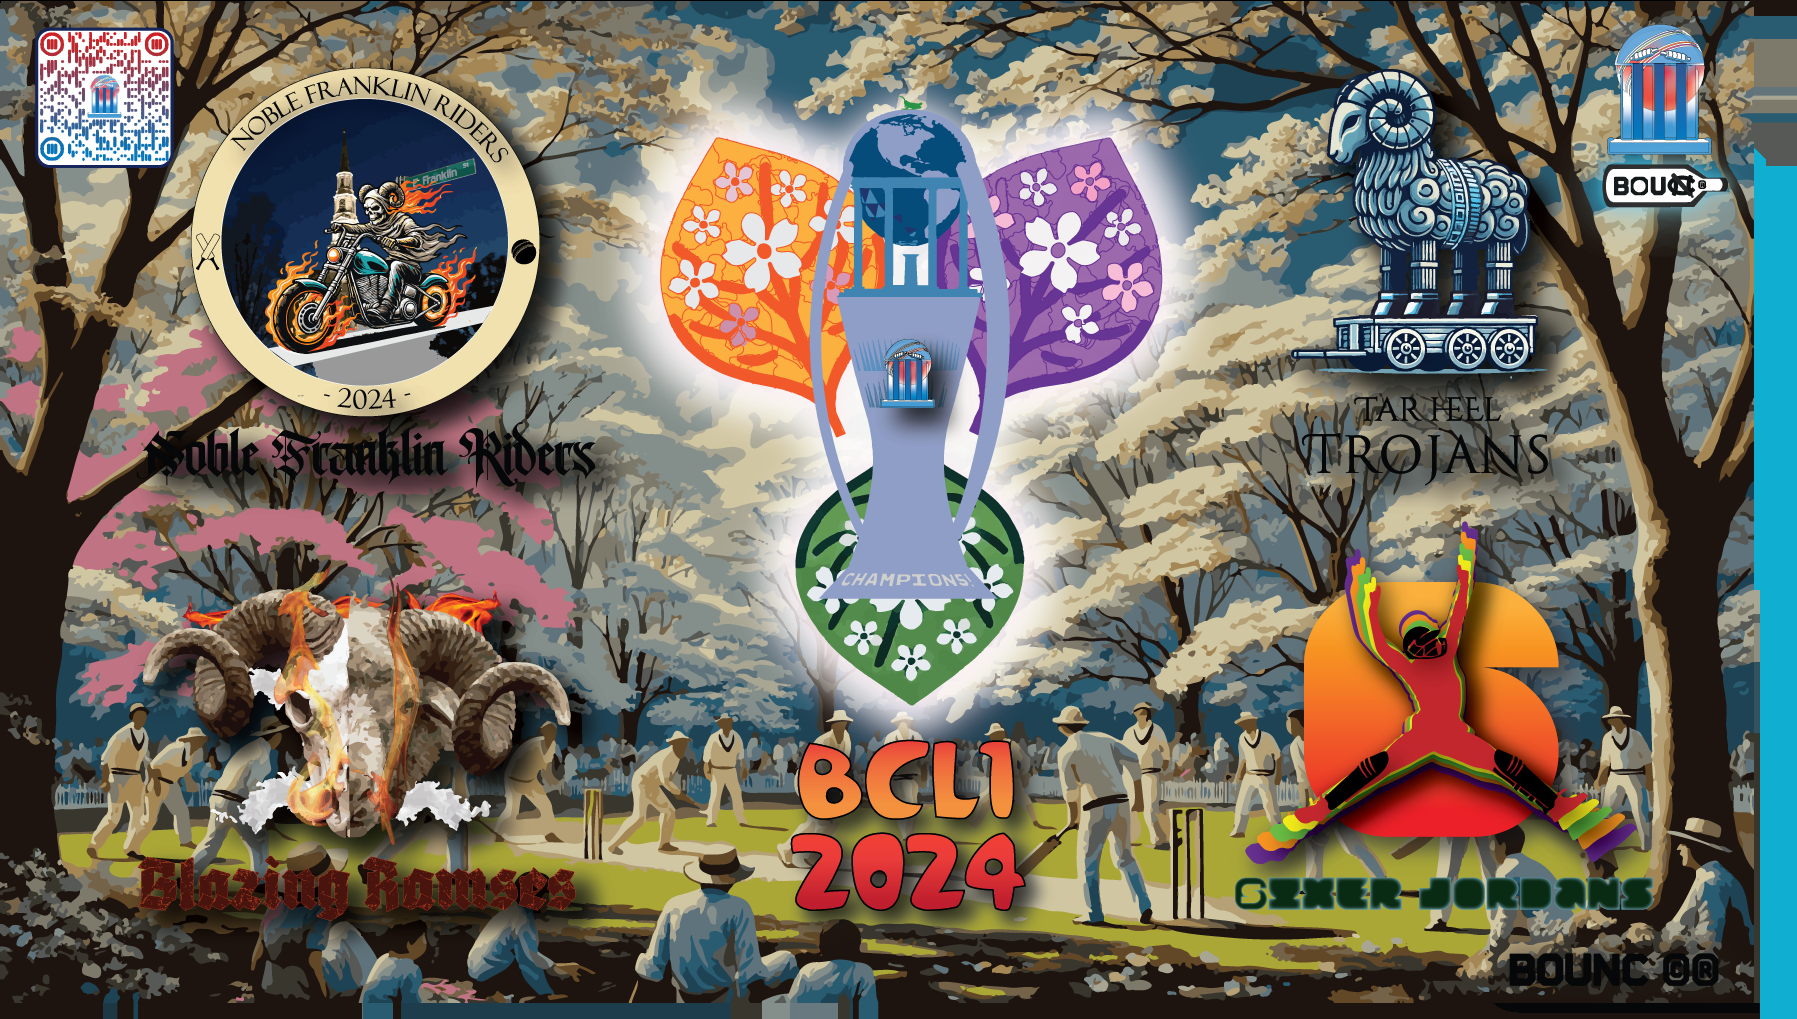 NOBLE FRANKLIN RIDERS
E Franklin St
- 2024 -
Noble Franklin Riders
CHAMPIONS!
BCL1
2024
BOUNC®
TAR HEEL
TROJANS
Blazing Ramses
SIXER JORDANS
BOUNC ©®